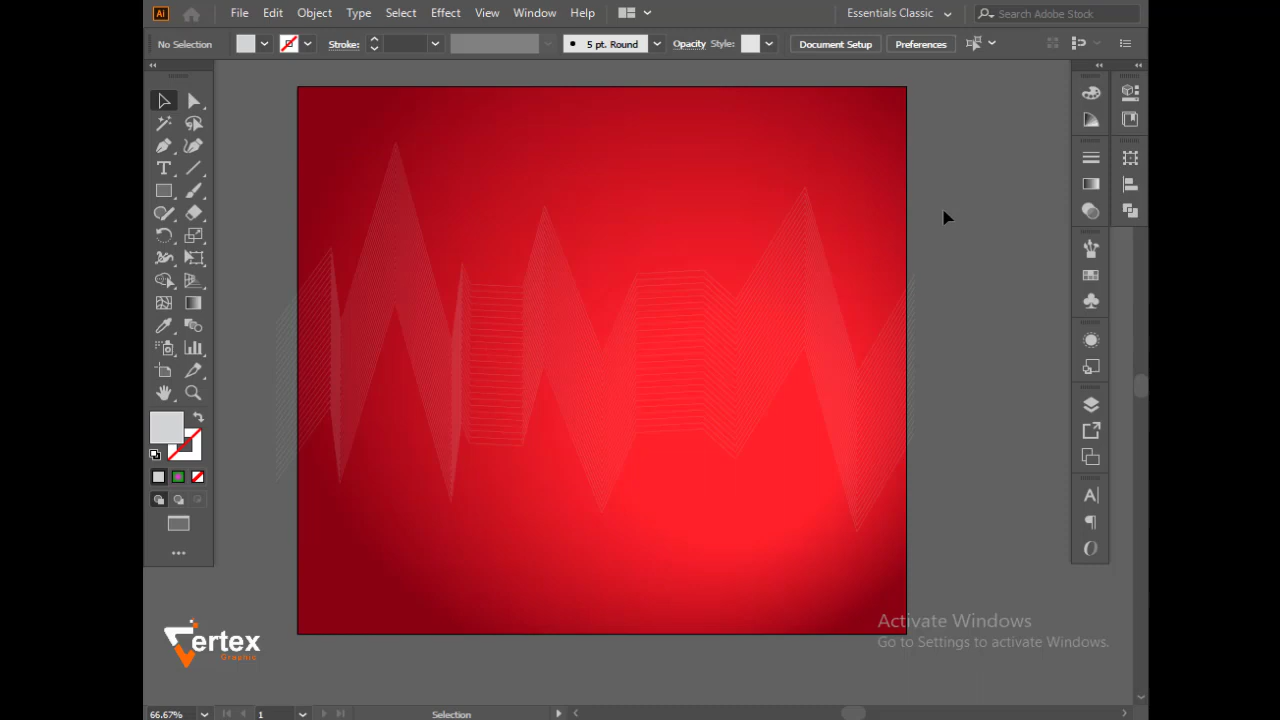 Ai File Edit Object Type Select Effect View Window Help Essentials Classic Search Adobe Stock
No Selection Stroke: 5 pt. Round Opacity Style: Document Setup Preferences
Activate Windows
Go to Settings to activate Windows.
Vertex
Graphic
66.67% 1 Selection